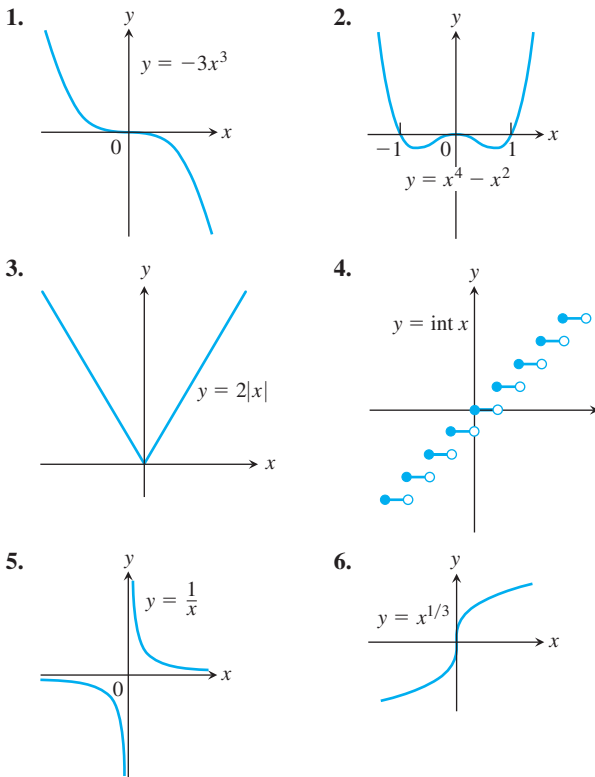 1.
y
y = −3x³
x
0
2.
y
x
−1
0
1
y = x⁴ − x²
3.
y
y = 2|x|
x
4.
y
y = int x
5.
y
y = 1/x
x
0
6.
y
y = x^{1/3}
x